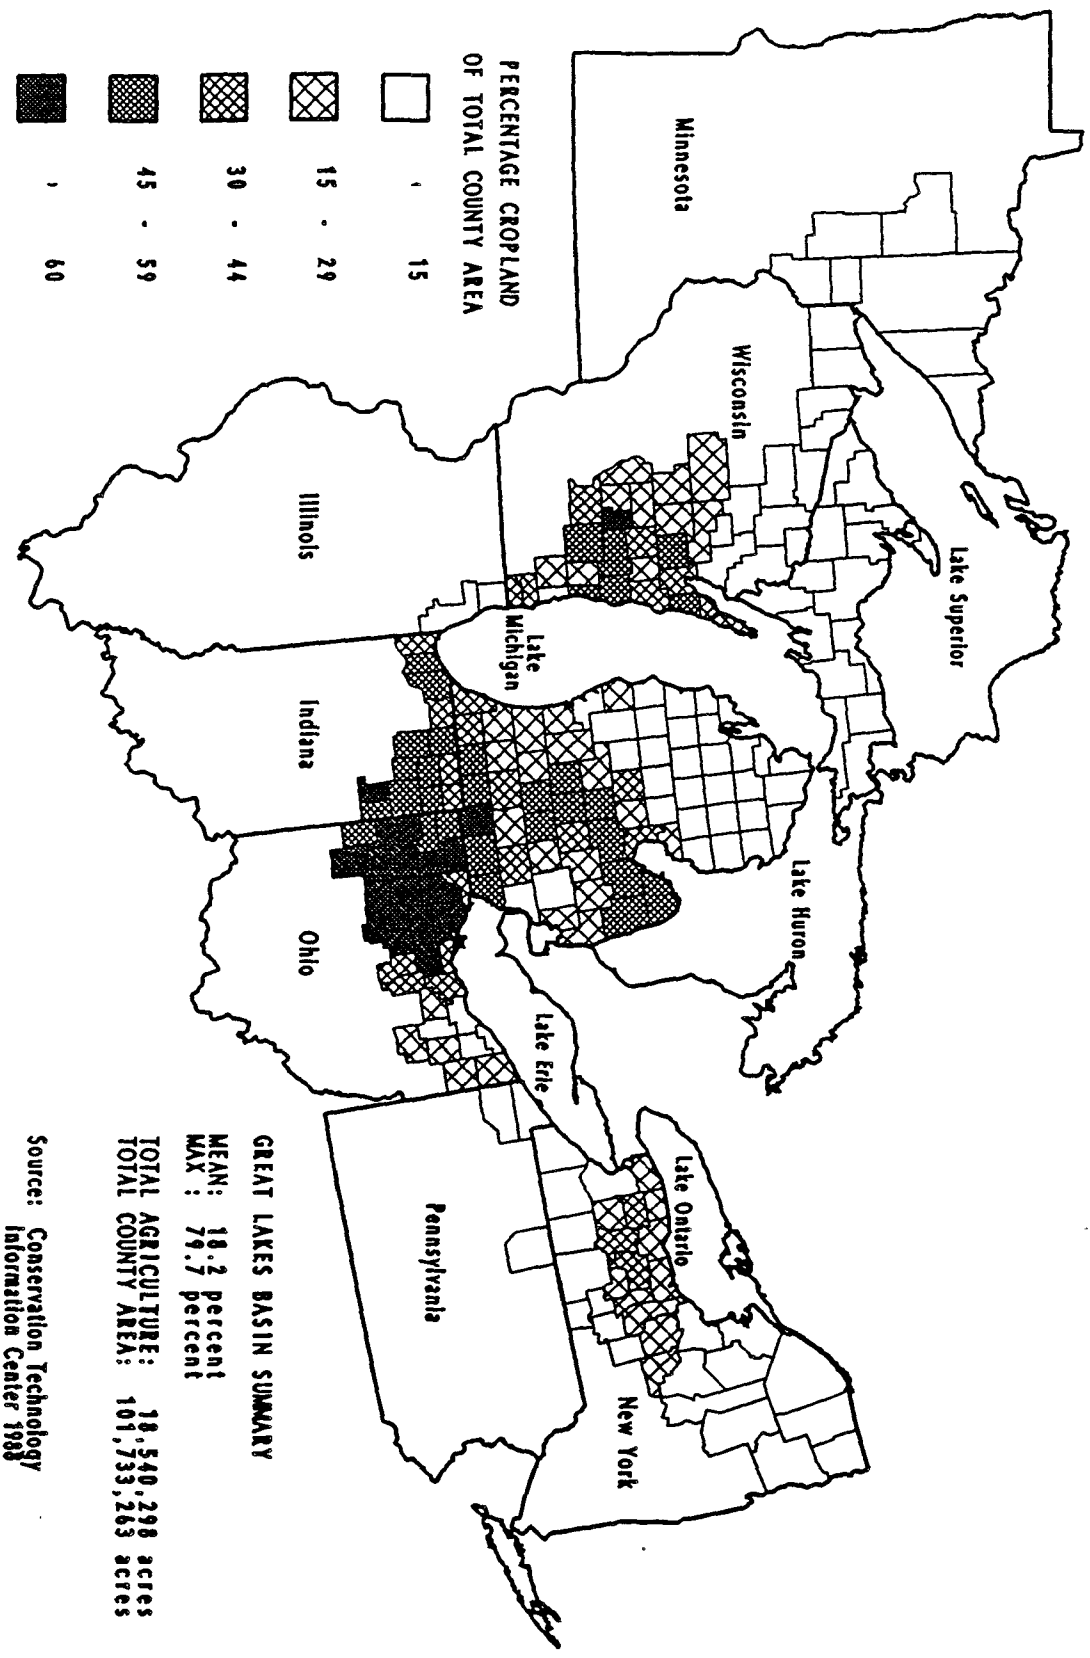 Minnesota
Wisconsin
Lake Superior
Lake Michigan
Lake Huron
Illinois
Indiana
Ohio
Lake Erie
Lake Ontario
Pennsylvania
New York
PERCENTAGE CROPLAND
OF TOTAL COUNTY AREA
‹ 15
15 - 29
30 - 44
45 - 59
› 60
GREAT LAKES BASIN SUMMARY
MEAN: 18.2 percent
MAX : 79.7 percent
TOTAL AGRICULTURE: 18,540,298 acres
TOTAL COUNTY AREA: 101,733,263 acres
Source: Conservation Technology
Information Center 1988